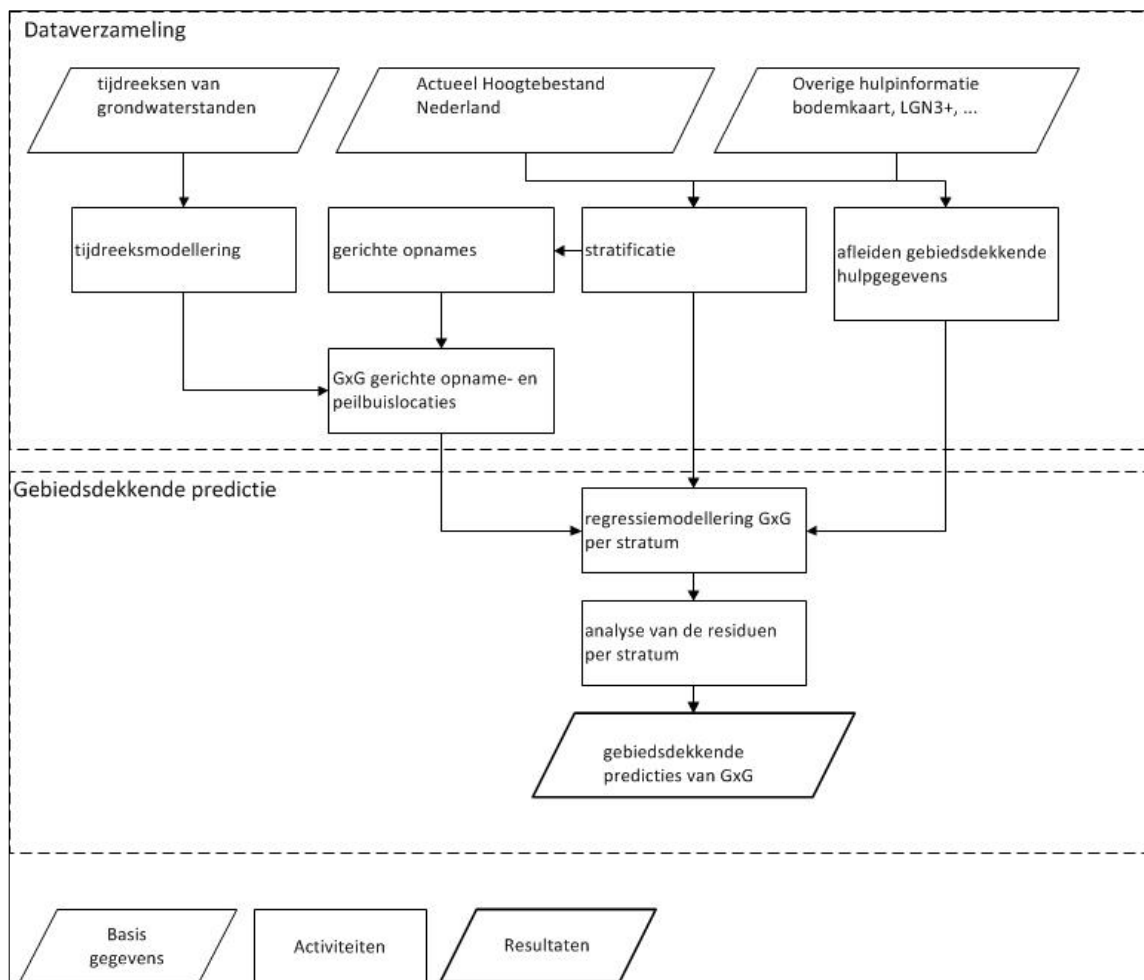 Dataverzameling
tijdreeksen van
grondwaterstanden
Actueel Hoogtebestand
Nederland
Overige hulpinformatie
bodemkaart, LGN3+, ...
tijdreeksmodellering
gerichte opnames
stratificatie
afleiden gebiedsdekkende
hulpgegevens
GxG gerichte opname- en
peilbuislocaties
Gebiedsdekkende predictie
regressiemodellering GxG
per stratum
analyse van de residuen
per stratum
gebiedsdekkende
predicties van GxG
Basis
gegevens
Activiteiten
Resultaten